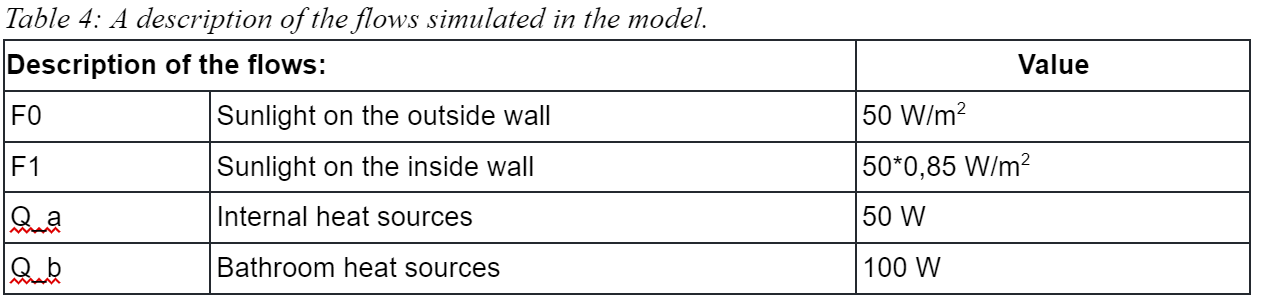 Table 4: A description of the flows simulated in the model.
Description of the flows: Value
F0 Sunlight on the outside wall 50 W/m²
F1 Sunlight on the inside wall 50*0,85 W/m²
Q_a Internal heat sources 50 W
Q_b Bathroom heat sources 100 W